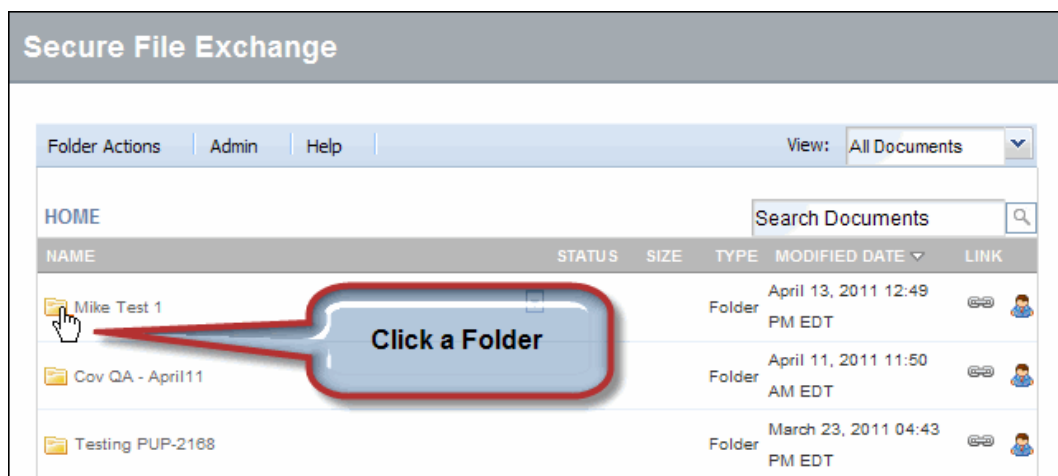 Secure File Exchange
Folder Actions Admin Help View: All Documents
HOME Search Documents
NAME STATUS SIZE TYPE MODIFIED DATE LINK
Mike Test 1 Folder April 13, 2011 12:49
PM EDT
Click a Folder
Cov QA - April11 Folder April 11, 2011 11:50
AM EDT
Testing PUP-2168 Folder March 23, 2011 04:43
PM EDT